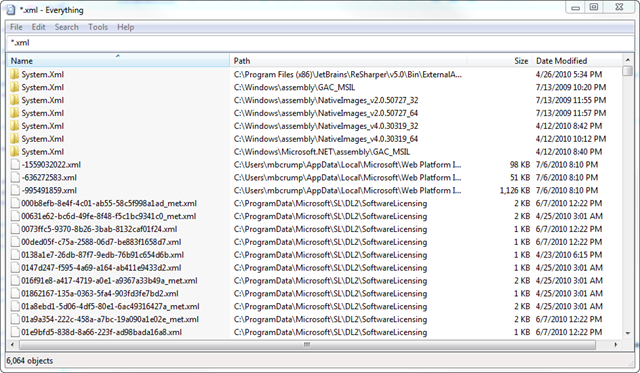 *.xml - Everything
File Edit Search Tools Help
*.xml
Name Path Size Date Modified
System.Xml C:\Program Files (x86)\JetBrains\ReSharper\v5.0\Bin\ExternalA... 4/26/2010 5:34 PM
System.Xml C:\Windows\assembly\GAC_MSIL 7/13/2009 10:20 PM
System.Xml C:\Windows\assembly\NativeImages_v2.0.50727_32 7/13/2009 11:55 PM
System.Xml C:\Windows\assembly\NativeImages_v2.0.50727_64 7/13/2009 11:57 PM
System.Xml C:\Windows\assembly\NativeImages_v4.0.30319_32 4/12/2010 8:42 PM
System.Xml C:\Windows\assembly\NativeImages_v4.0.30319_64 4/12/2010 10:12 PM
System.Xml C:\Windows\Microsoft.NET\assembly\GAC_MSIL 4/12/2010 8:40 PM
-1559032022.xml C:\Users\mbcrump\AppData\Local\Microsoft\Web Platform I... 98 KB 7/6/2010 8:10 PM
-636272583.xml C:\Users\mbcrump\AppData\Local\Microsoft\Web Platform I... 51 KB 7/6/2010 8:10 PM
-995491859.xml C:\Users\mbcrump\AppData\Local\Microsoft\Web Platform I... 1,126 KB 7/6/2010 8:10 PM
000b8efb-8e4f-4c01-ab55-58c5f998a1ad_met.xml C:\ProgramData\Microsoft\SL\DL2\SoftwareLicensing 2 KB 6/7/2010 12:22 PM
00631e62-bc6d-49fe-8f48-f5c1bc9341c0_met.xml C:\ProgramData\Microsoft\SL\DL2\SoftwareLicensing 2 KB 4/25/2010 3:01 AM
0073ffc5-9370-8b26-3bab-8132caf01f24.xml C:\ProgramData\Microsoft\SL\DL2\SoftwareLicensing 1 KB 6/7/2010 12:22 PM
00ded05f-c75a-2588-06d7-be883f1658d7.xml C:\ProgramData\Microsoft\SL\DL2\SoftwareLicensing 1 KB 6/7/2010 12:22 PM
0138a1e7-26db-87f7-9edb-76b91c654d6b.xml C:\ProgramData\Microsoft\SL\DL2\SoftwareLicensing 1 KB 4/23/2010 6:15 PM
0147d247-f595-4a69-a164-ab411e9433d2.xml C:\ProgramData\Microsoft\SL\DL2\SoftwareLicensing 1 KB 4/25/2010 3:01 AM
016f91e8-a417-4719-a0e1-a9367a33b49a_met.xml C:\ProgramData\Microsoft\SL\DL2\SoftwareLicensing 2 KB 4/25/2010 3:01 AM
01862167-135a-0363-5fa4-903fd3fe7bd2.xml C:\ProgramData\Microsoft\SL\DL2\SoftwareLicensing 1 KB 4/25/2010 3:01 AM
01a8ebd1-5d06-4df5-80e1-6ac49316427a_met.xml C:\ProgramData\Microsoft\SL\DL2\SoftwareLicensing 2 KB 4/25/2010 3:01 AM
01a9a354-222c-458a-a7bc-19a090a1e02e_met.xml C:\ProgramData\Microsoft\SL\DL2\SoftwareLicensing 2 KB 6/7/2010 12:22 PM
01e9bfd5-838d-8a66-223f-ad98bada16a8.xml C:\ProgramData\Microsoft\SL\DL2\SoftwareLicensing 1 KB 6/7/2010 12:22 PM
6,064 objects